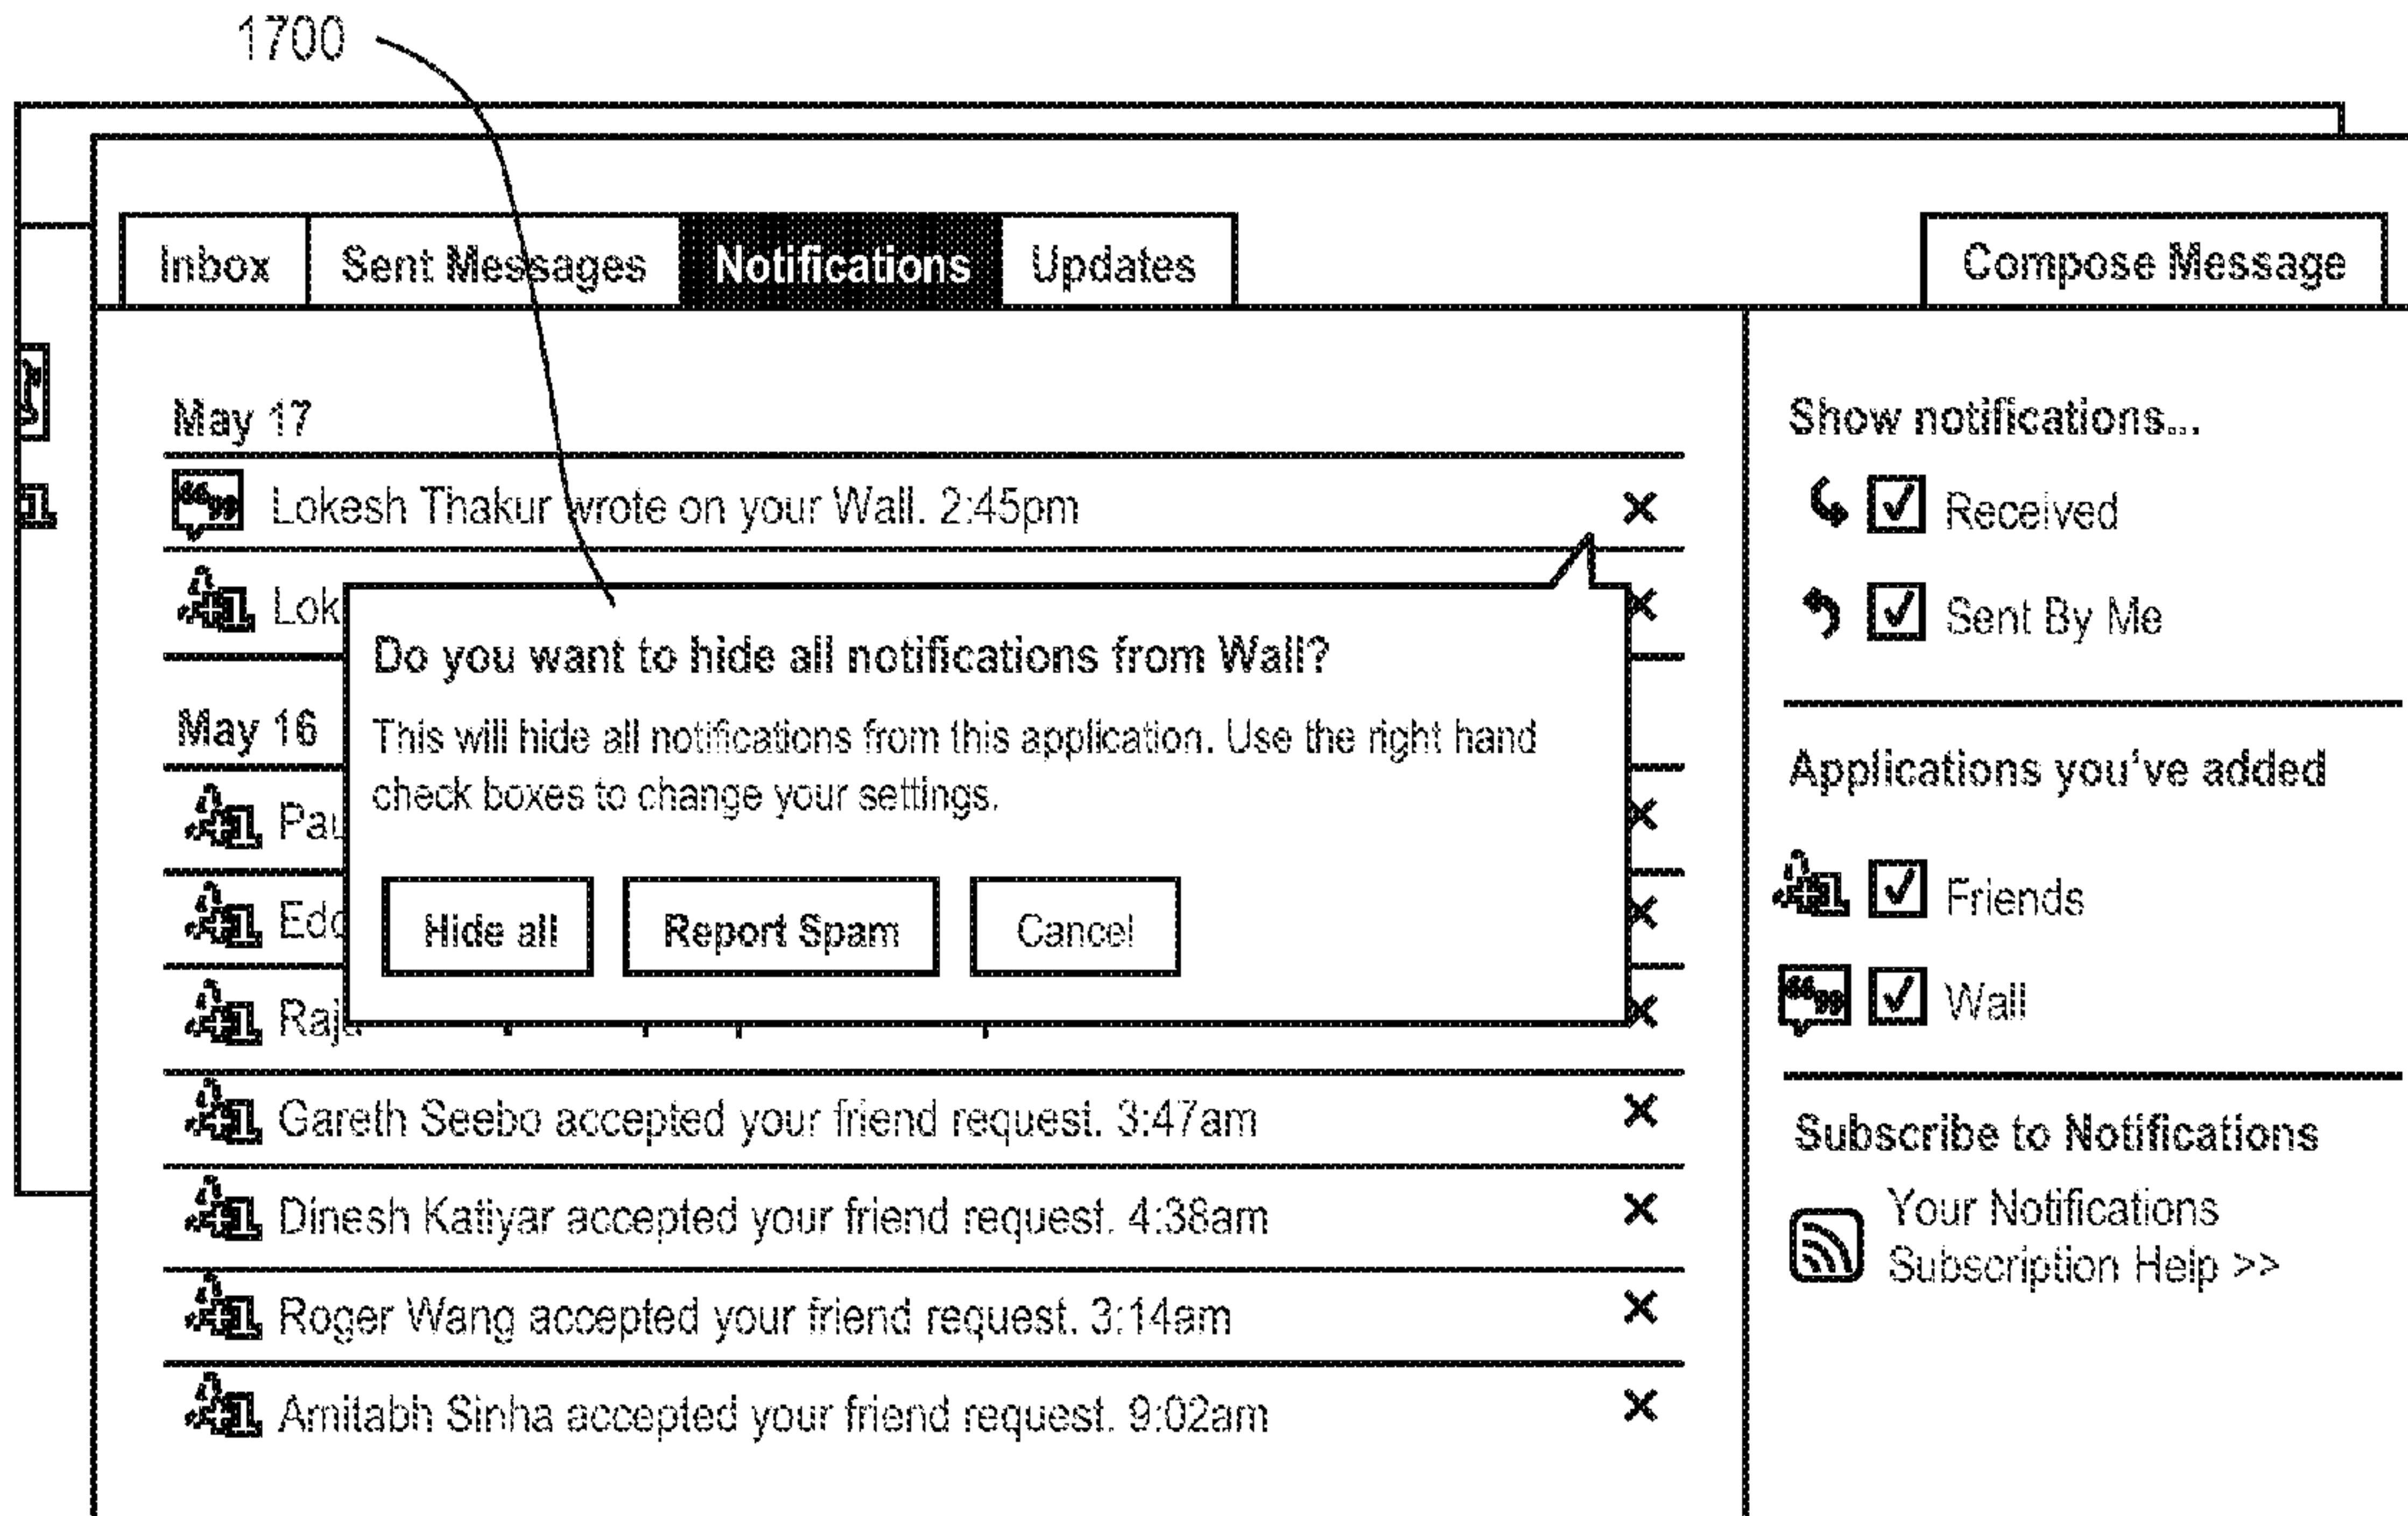 1700
Inbox Sent Messages Notifications Updates Compose Message
May 17
Lokesh Thakur wrote on your Wall. 2:45pm
Lok
Do you want to hide all notifications from Wall?
This will hide all notifications from this application. Use the right hand
check boxes to change your settings.
Hide all Report Spam Cancel
May 16
Pau
Edd
Raj
Gareth Seebo accepted your friend request. 3:47am
Dinesh Katiyar accepted your friend request. 4:38am
Roger Wang accepted your friend request. 3:14am
Amitabh Sinha accepted your friend request. 9:02am
Show notifications...
Received
Sent By Me
Applications you've added
Friends
Wall
Subscribe to Notifications
Your Notifications
Subscription Help >>